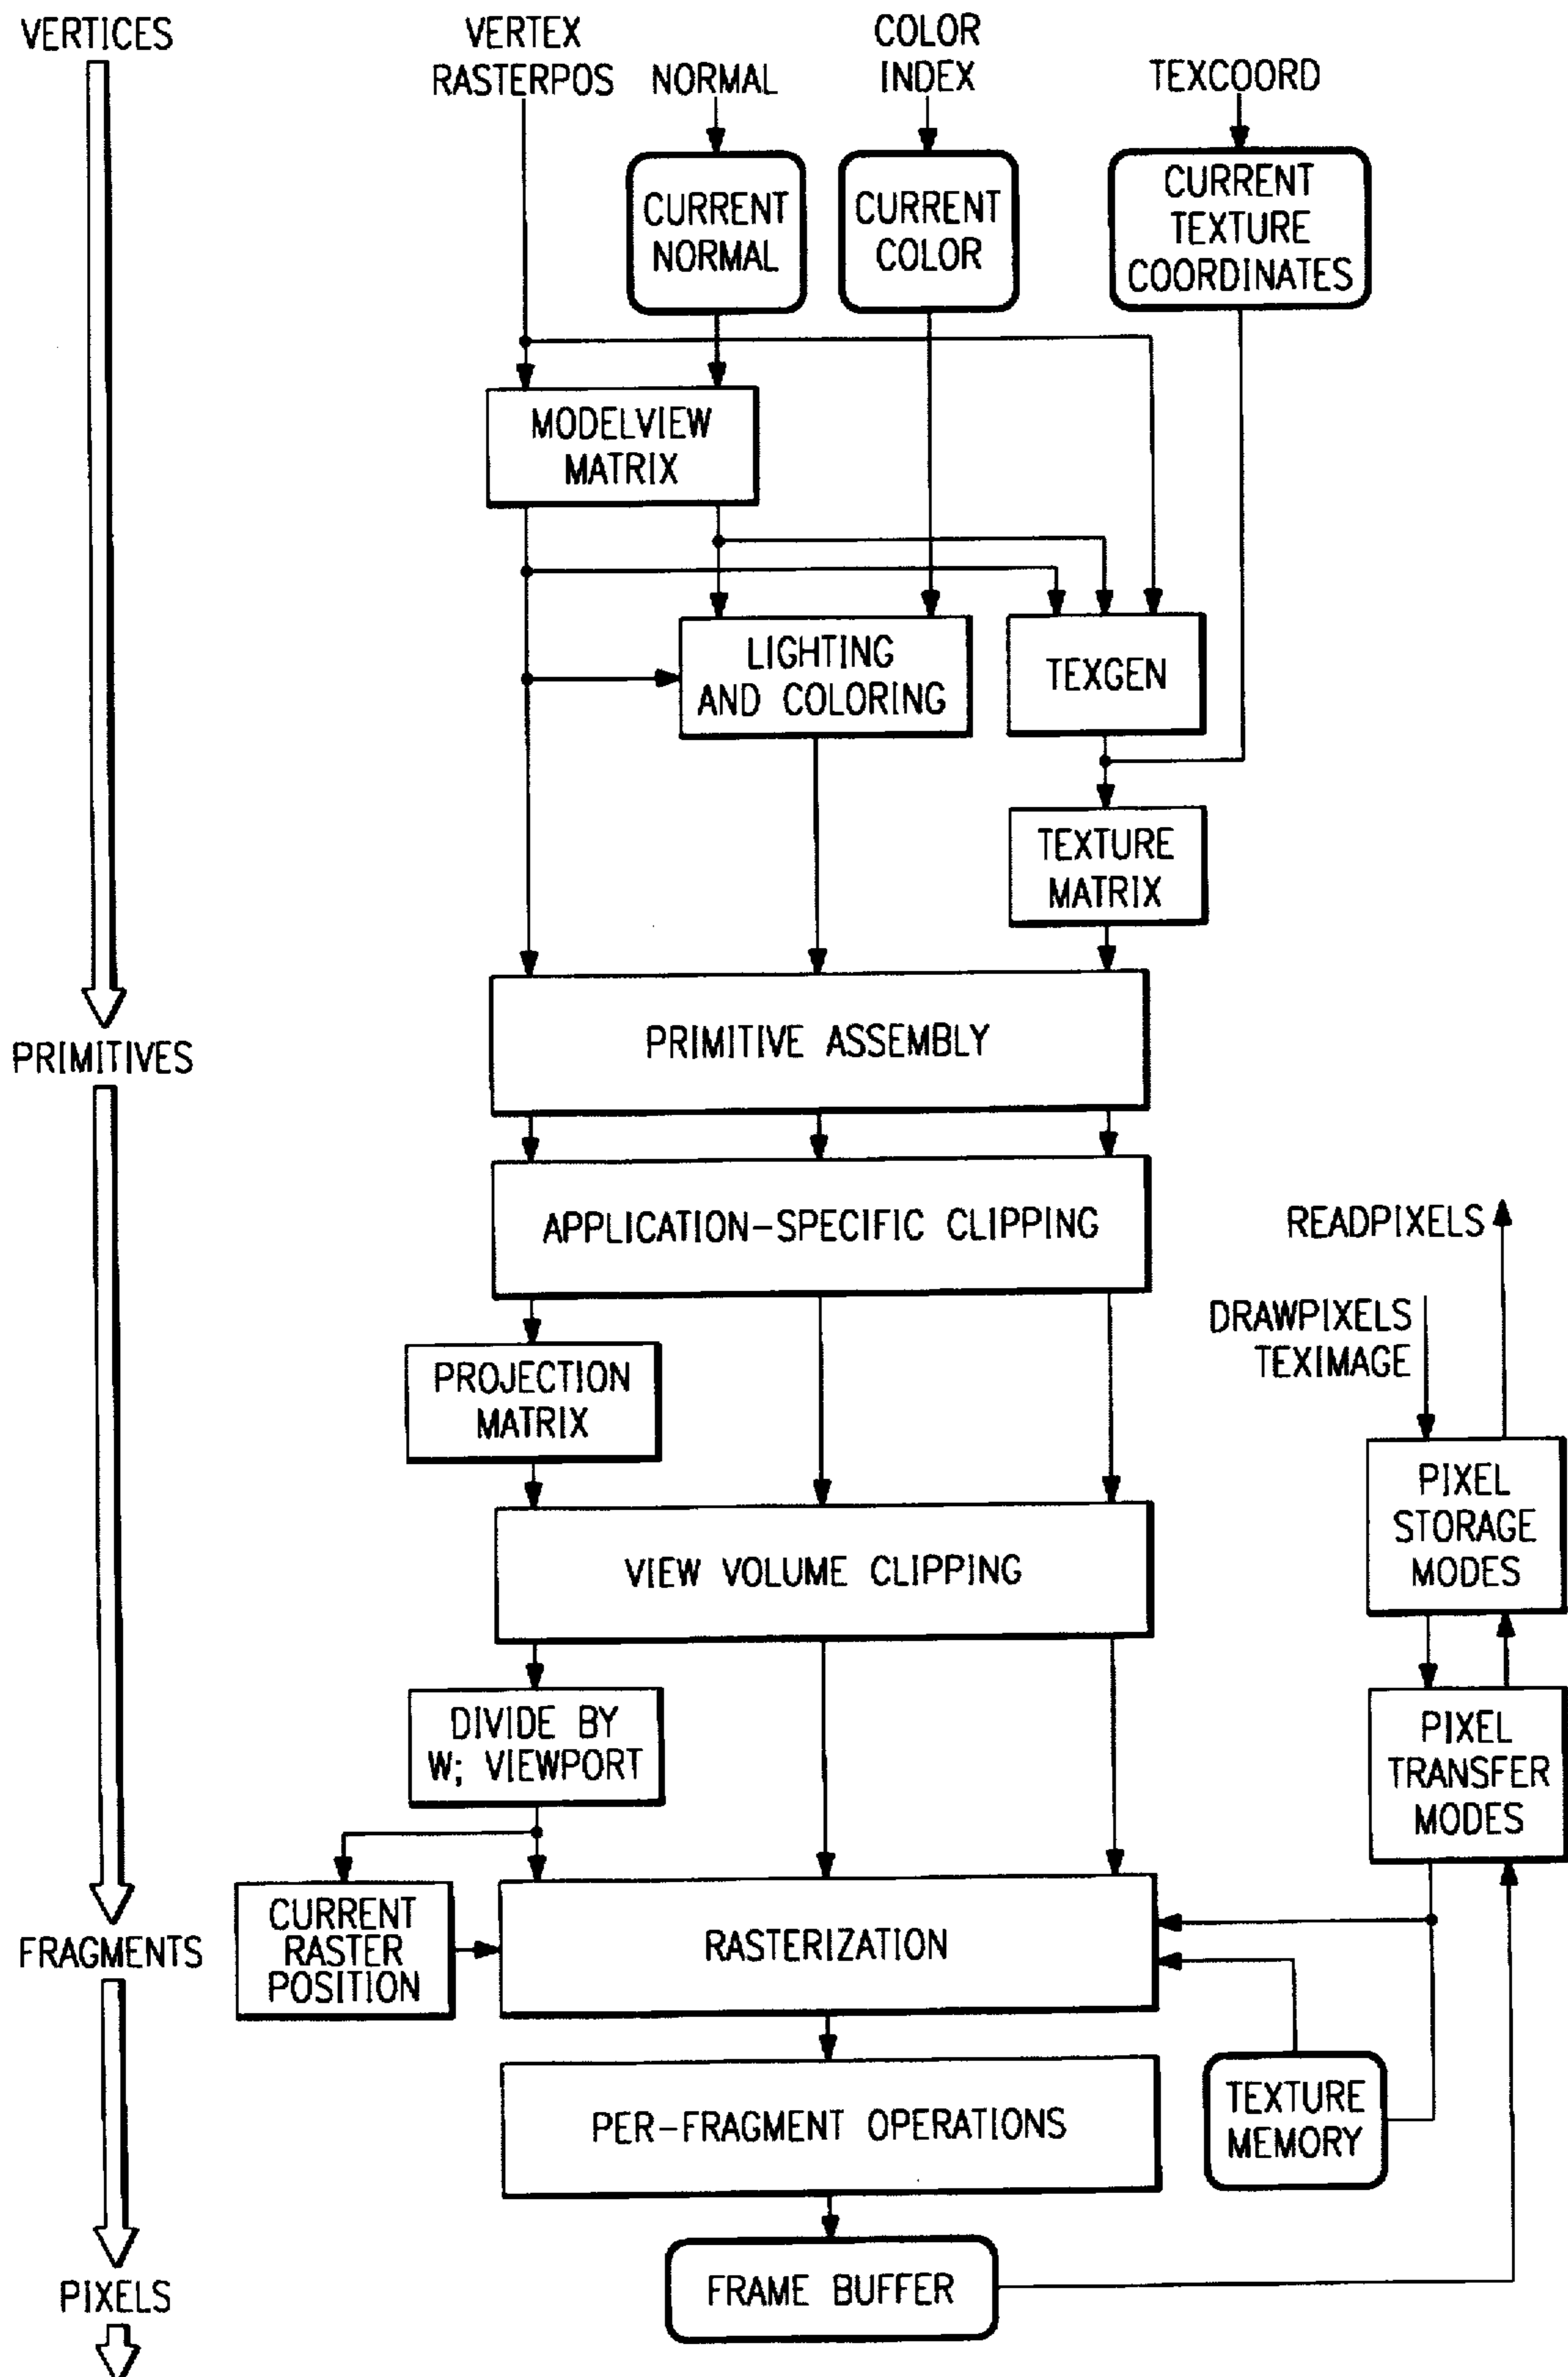 VERTICES
VERTEX
RASTERPOS
NORMAL
COLOR
INDEX
TEXCOORD
CURRENT
NORMAL
CURRENT
COLOR
CURRENT
TEXTURE
COORDINATES
MODELVIEW
MATRIX
LIGHTING
AND COLORING
TEXGEN
TEXTURE
MATRIX
PRIMITIVE ASSEMBLY
PRIMITIVES
APPLICATION-SPECIFIC CLIPPING
READPIXELS
DRAWPIXELS
TEXIMAGE
PROJECTION
MATRIX
PIXEL
STORAGE
MODES
VIEW VOLUME CLIPPING
DIVIDE BY
W; VIEWPORT
PIXEL
TRANSFER
MODES
FRAGMENTS
CURRENT
RASTER
POSITION
RASTERIZATION
TEXTURE
MEMORY
PER-FRAGMENT OPERATIONS
PIXELS
FRAME BUFFER